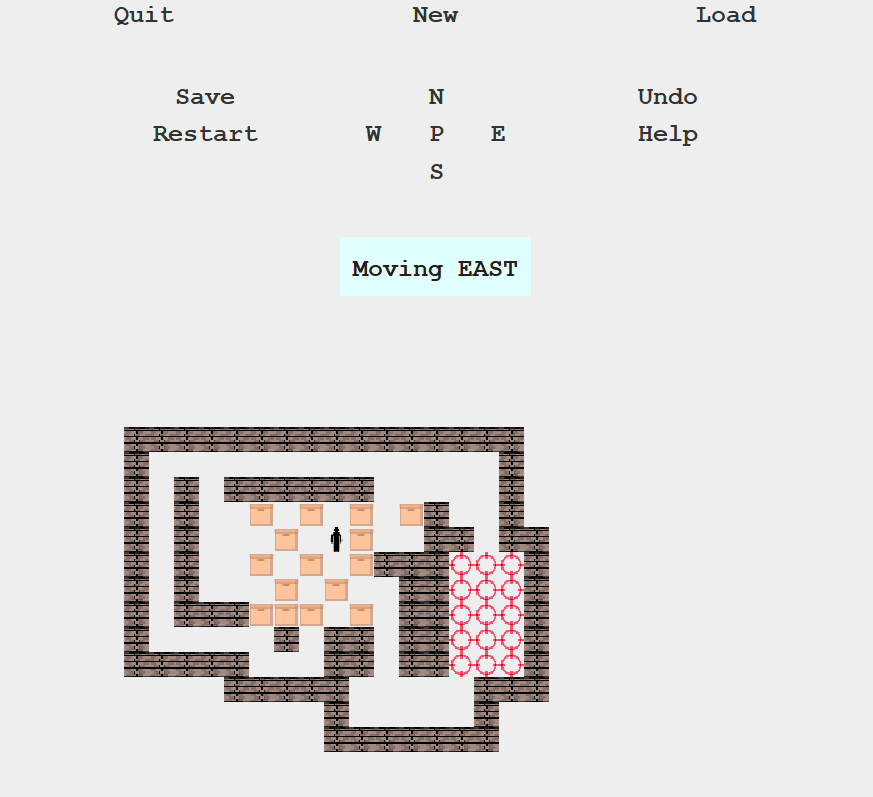 Quit New Load
Save N Undo
Restart W P E Help
S
Moving EAST